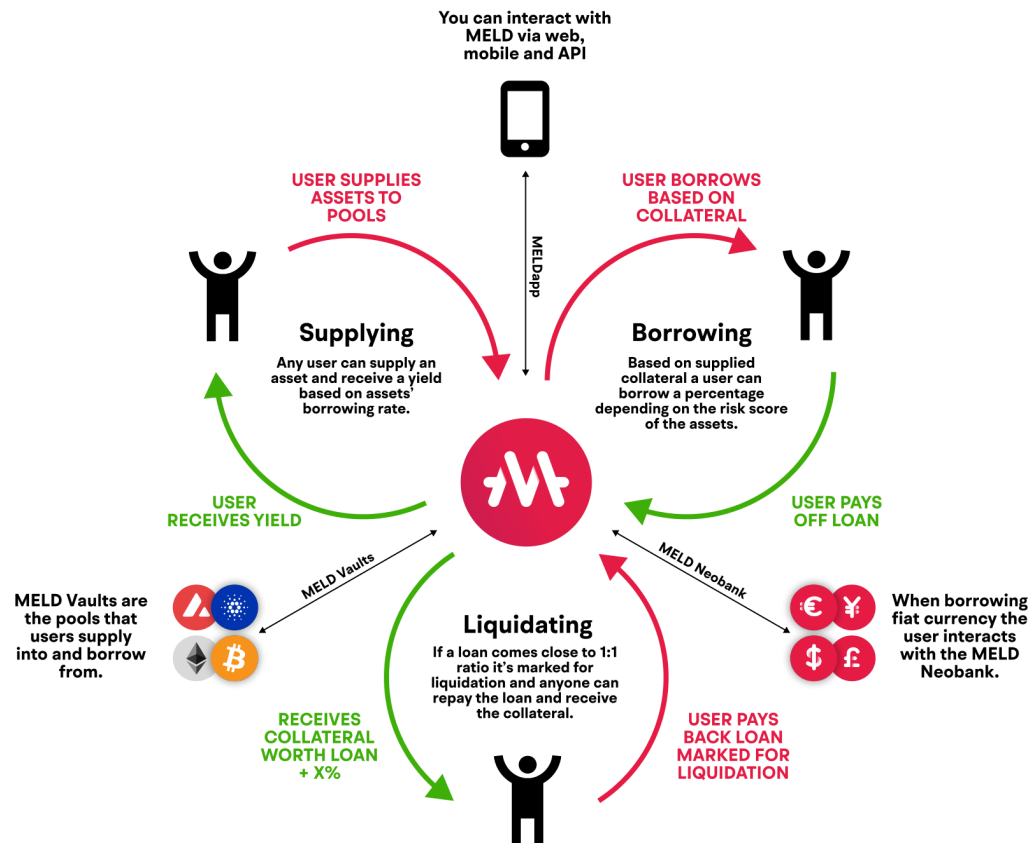 You can interact with
MELD via web,
mobile and API
USER SUPPLIES
ASSETS TO
POOLS
MELDapp
USER BORROWS
BASED ON
COLLATERAL
Supplying
Any user can supply an
asset and receive a yield
based on assets’
borrowing rate.
Borrowing
Based on supplied
collateral a user can
borrow a percentage
depending on the risk score
of the assets.
USER
RECEIVES YIELD
USER PAYS
OFF LOAN
MELD Vaults
MELD Neobank
MELD Vaults are
the pools that
users supply
into and borrow
from.
Liquidating
If a loan comes close to 1:1
ratio it’s marked for
liquidation and anyone can
repay the loan and receive
the collateral.
€ ¥
$ £
When borrowing
fiat currency the
user interacts
with the MELD
Neobank.
RECEIVES
COLLATERAL
WORTH LOAN
+ X%
USER PAYS
BACK LOAN
MARKED FOR
LIQUIDATION